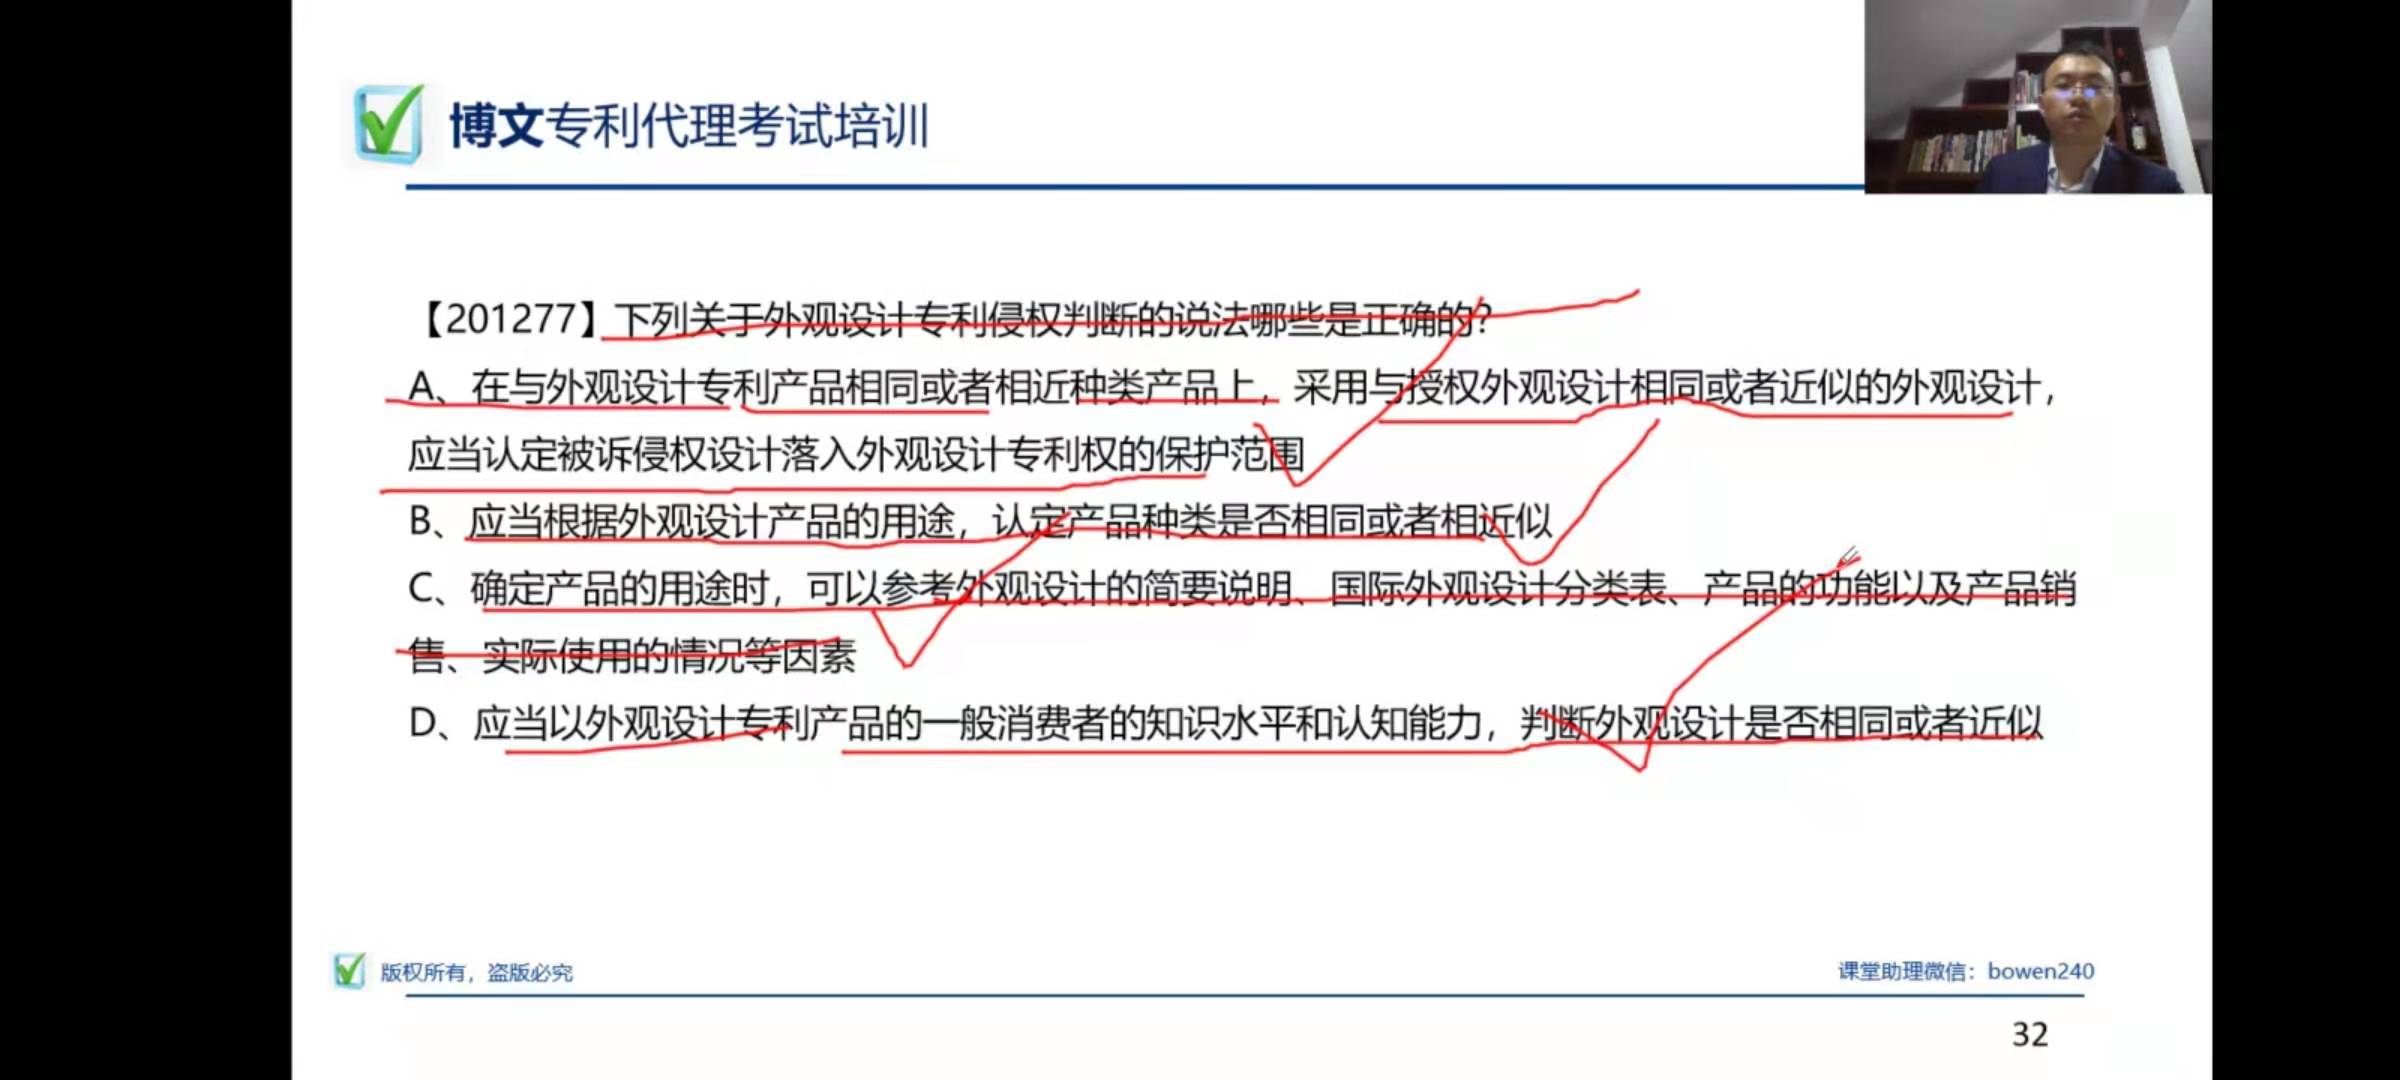 博文专利代理考试培训
【201277】下列关于外观设计专利侵权判断的说法哪些是正确的?
A、在与外观设计专利产品相同或者相近种类产品上，采用与授权外观设计相同或者近似的外观设计，
应当认定被诉侵权设计落入外观设计专利权的保护范围
B、应当根据外观设计产品的用途，认定产品种类是否相同或者相近似
C、确定产品的用途时，可以参考外观设计的简要说明、国际外观设计分类表、产品的功能以及产品销
售、实际使用的情况等因素
D、应当以外观设计专利产品的一般消费者的知识水平和认知能力，判断外观设计是否相同或者近似
版权所有，盗版必究
课堂助理微信：bowen240
32